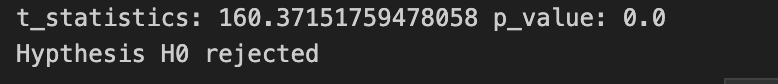 t_statistics: 160.37151759478058 p_value: 0.0
Hypthesis H0 rejected